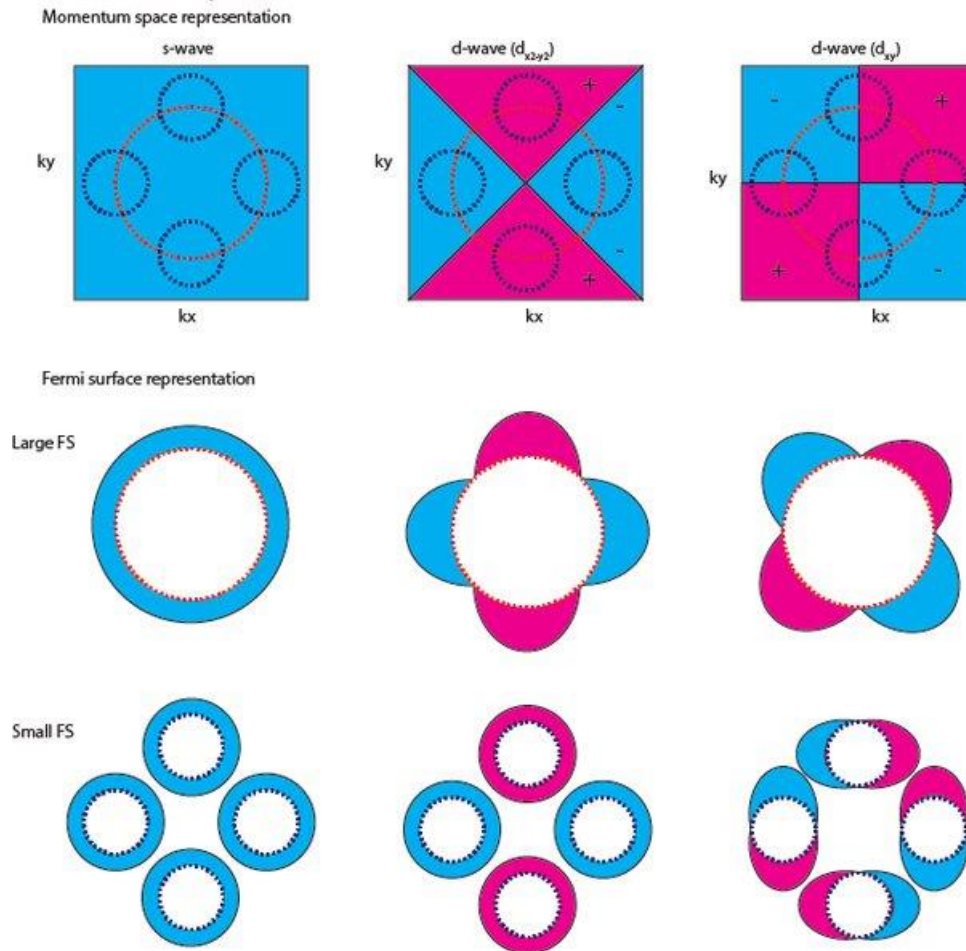 Momentum space representation
s-wave
d-wave (dx2-y2)
d-wave (dxy)
ky
ky
ky
+
-
-
+
-
+
+
-
kx
kx
kx
Fermi surface representation
Large FS
Small FS